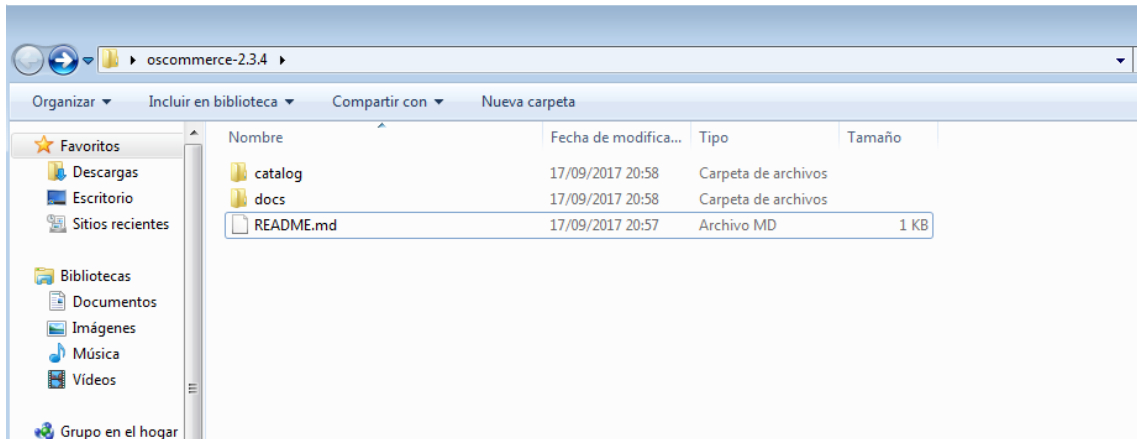 oscommerce-2.3.4
Organizar Incluir en biblioteca Compartir con Nueva carpeta
Favoritos
Descargas
Escritorio
Sitios recientes
Bibliotecas
Documentos
Imágenes
Música
Vídeos
Grupo en el hogar
Nombre Fecha de modifica... Tipo Tamaño
catalog 17/09/2017 20:58 Carpeta de archivos
docs 17/09/2017 20:58 Carpeta de archivos
README.md 17/09/2017 20:57 Archivo MD 1 KB